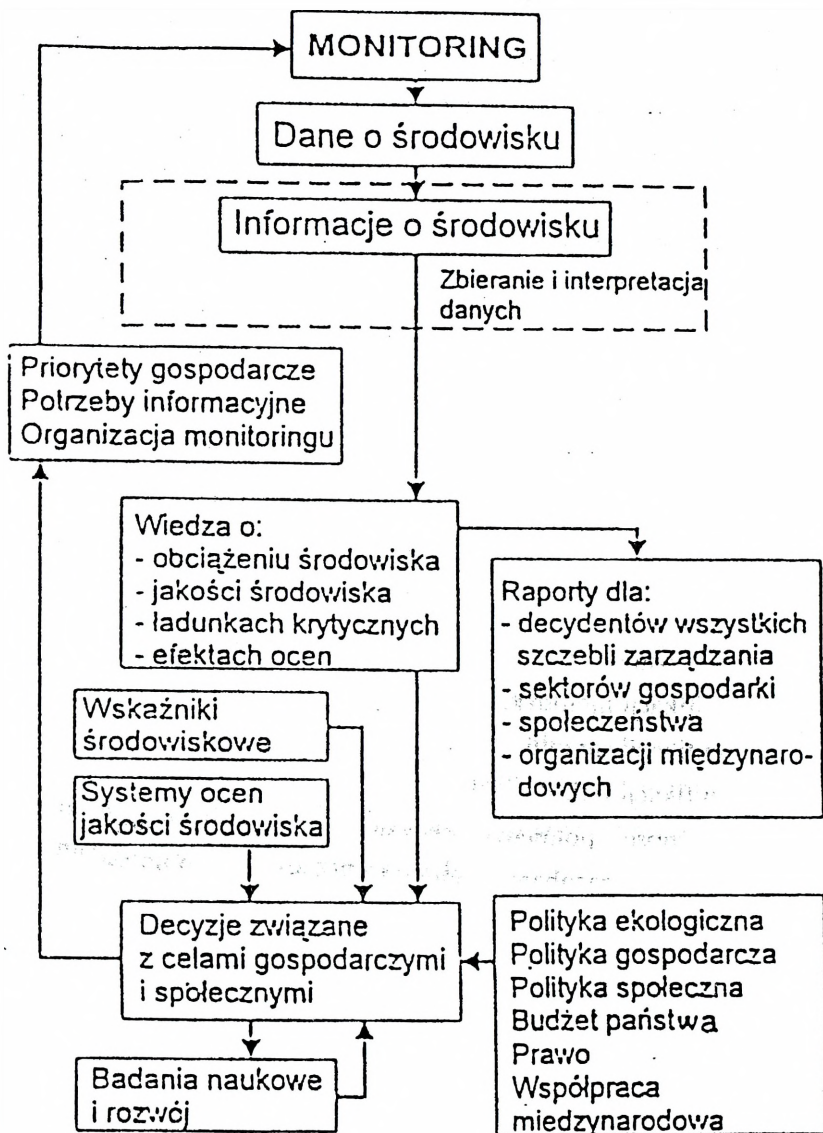 MONITORING
Dane o środowisku
Informacje o środowisku
Zbieranie i interpretacja
danych
Priorytety gospodarcze
Potrzeby informacyjne
Organizacja monitoringu
Wiedza o:
- obciążeniu środowiska
- jakości środowiska
- ładunkach krytycznych
- efektach ocen
Raporty dla:
- decydentów wszystkich
szczebli zarządzania
- sektorów gospodarki
- społeczeństwa
- organizacji międzynaro-
dowych
Wskaźniki
środowiskowe
Systemy ocen
jakości środowiska
Decyzje związane
z celami gospodarczymi
i społecznymi
Polityka ekologiczna
Polityka gospodarcza
Polityka społeczna
Budżet państwa
Prawo
Współpraca
miedzynarodowa
Badania naukowe
i rozwój